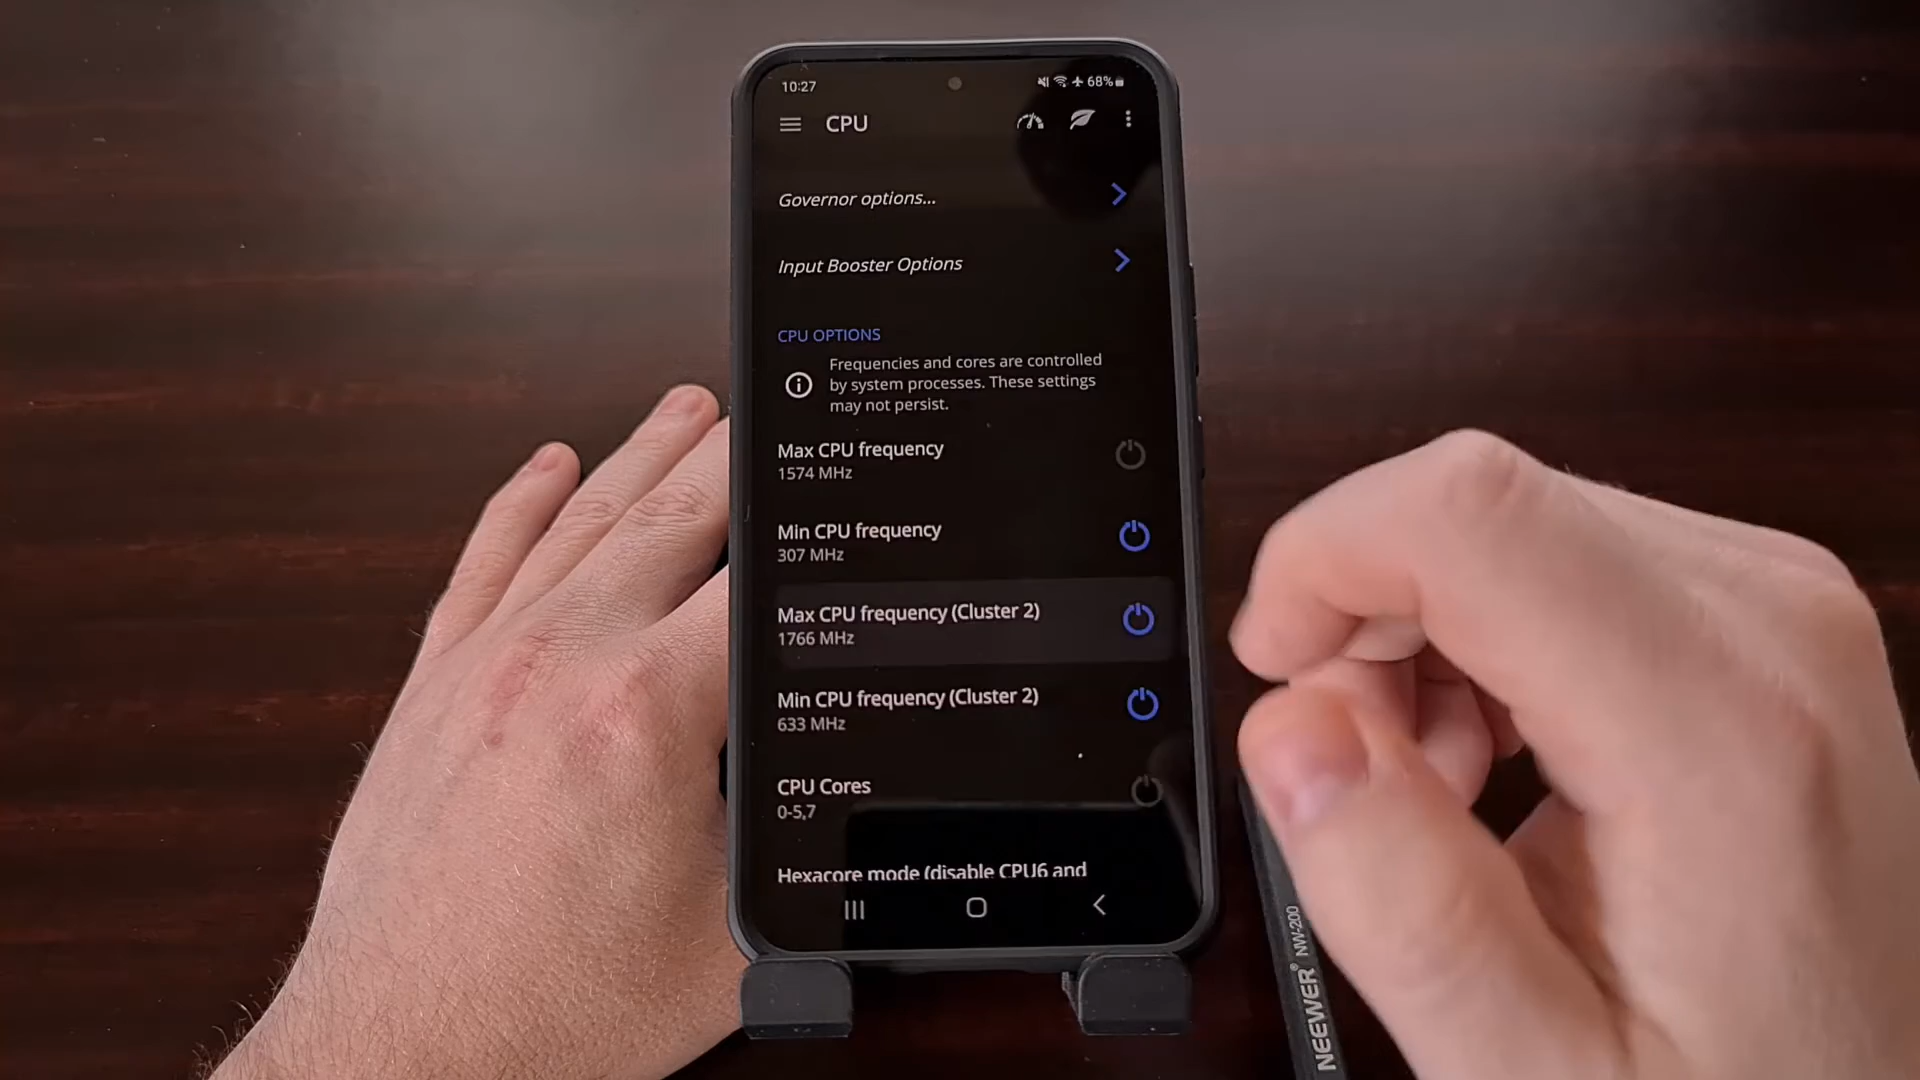 10:27
68%
CPU
Governor options...
Input Booster Options
CPU OPTIONS
Frequencies and cores are controlled
by system processes. These settings
may not persist.
Max CPU frequency
1574 MHz
Min CPU frequency
307 MHz
Max CPU frequency (Cluster 2)
1766 MHz
Min CPU frequency (Cluster 2)
633 MHz
CPU Cores
0-5,7
Hexacore mode (disable CPU6 and
NEEWER® NW-200